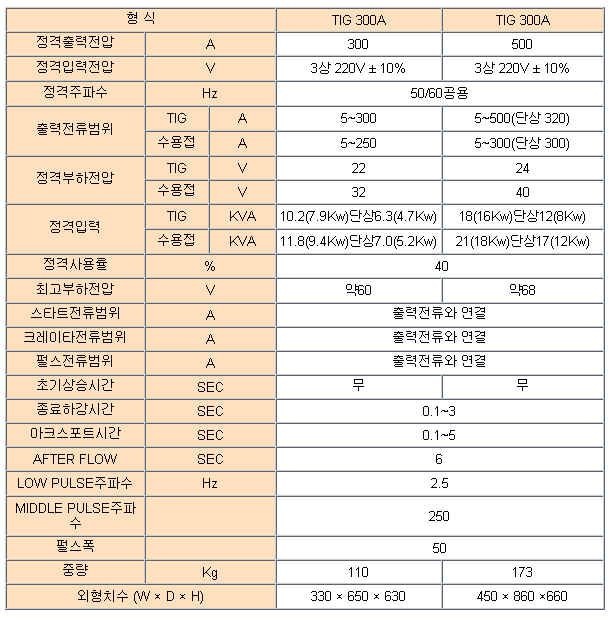 형 식 TIG 300A TIG 300A
정격출력전압 A 300 500
정격입력전압 V 3상 220V ± 10% 3상 220V ± 10%
정격주파수 Hz 50/60공용
출력전류범위 TIG A 5~300 5~500(단상 320)
수용접 A 5~250 5~300(단상 300)
정격부하전압 TIG V 22 24
수용접 V 32 40
정격입력 TIG KVA 10.2(7.9Kw)단상6.3(4.7Kw) 18(16Kw)단상12(8Kw)
수용접 KVA 11.8(9.4Kw)단상7.0(5.2Kw) 21(18Kw)단상17(12Kw)
정격사용율 % 40
최고부하전압 V 약60 약68
스타트전류범위 A 출력전류와 연결
크레이타전류범위 A 출력전류와 연결
펄스전류범위 A 출력전류와 연결
초기상승시간 SEC 무 무
종료하강시간 SEC 0.1~3
아크스포트시간 SEC 0.1~5
AFTER FLOW SEC 6
LOW PULSE주파수 Hz 2.5
MIDDLE PULSE주파
수 250
펄스폭 50
중량 Kg 110 173
외형치수 (W × D × H) 330 × 650 × 630 450 × 860 ×660